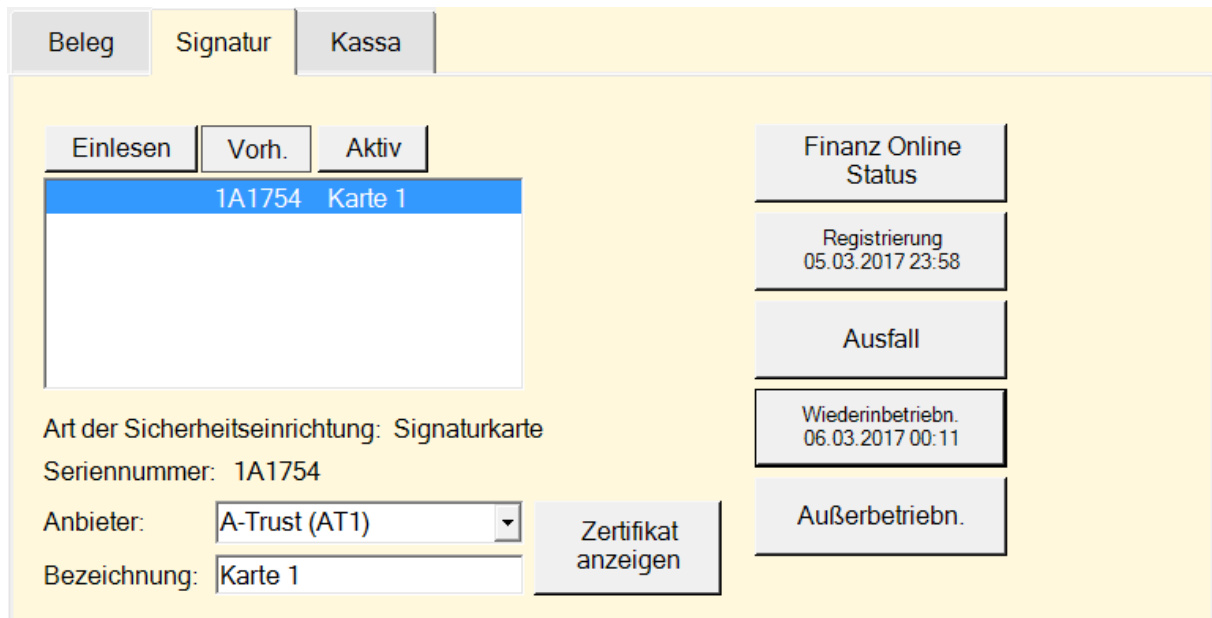 Beleg Signatur Kassa
Einlesen Vorh. Aktiv
1A1754 Karte 1
Art der Sicherheitseinrichtung: Signaturkarte
Seriennummer: 1A1754
Anbieter: A-Trust (AT1)
Bezeichnung: Karte 1
Zertifikat
anzeigen
Finanz Online
Status
Registrierung
05.03.2017 23:58
Ausfall
Wiederinbetriebn.
06.03.2017 00:11
Außerbetriebn.